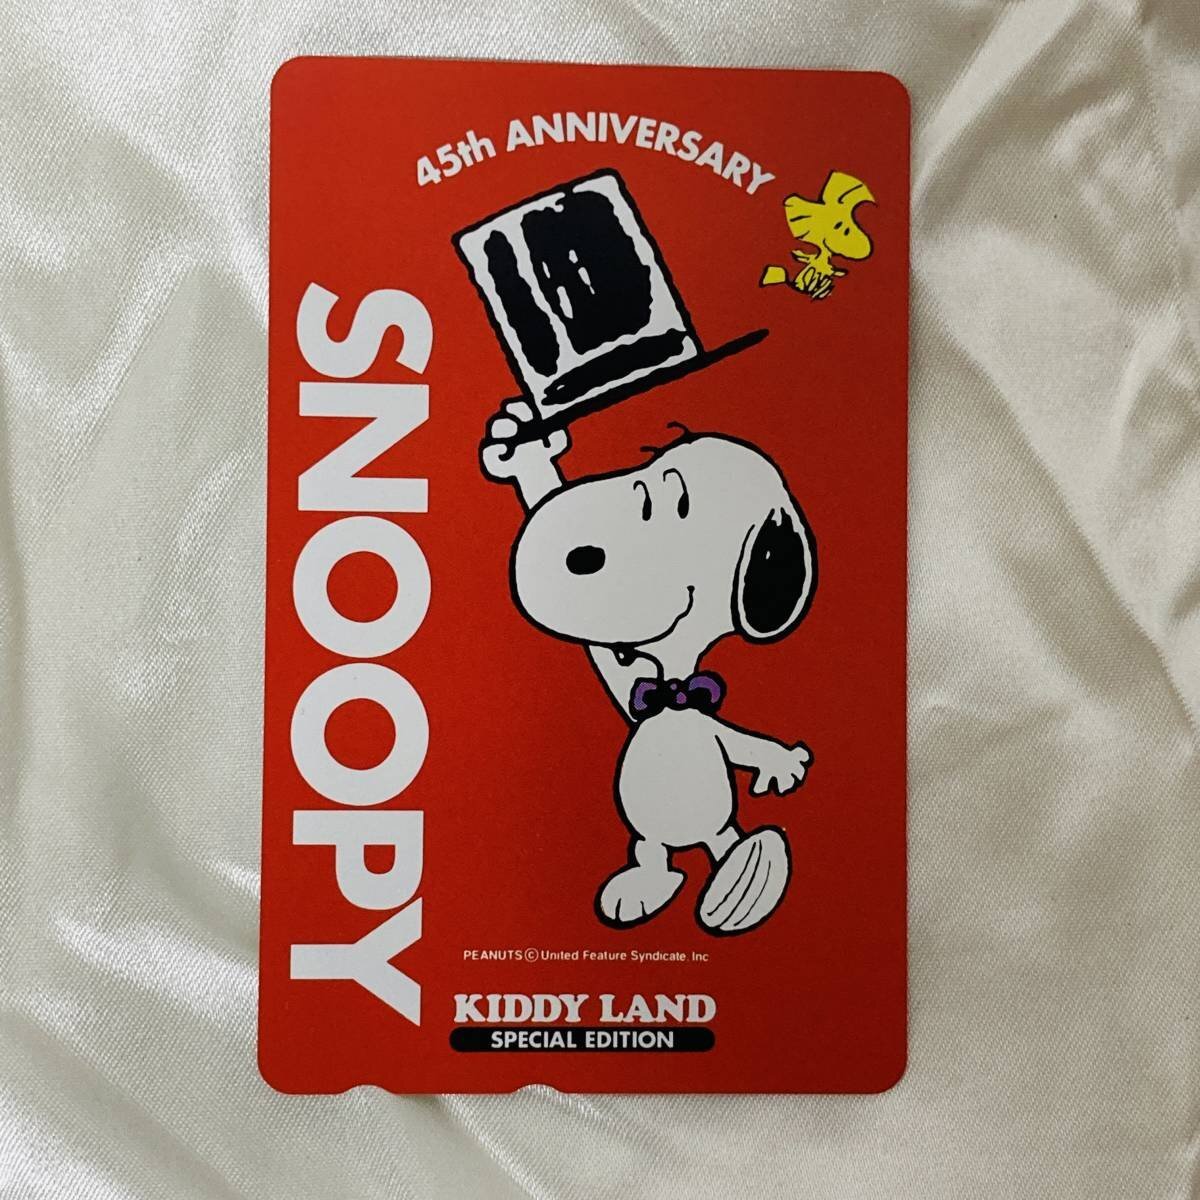 45th ANNIVERSARY
SNOOPY
PEANUTS © United Feature Syndicate, Inc
KIDDY LAND
SPECIAL EDITION